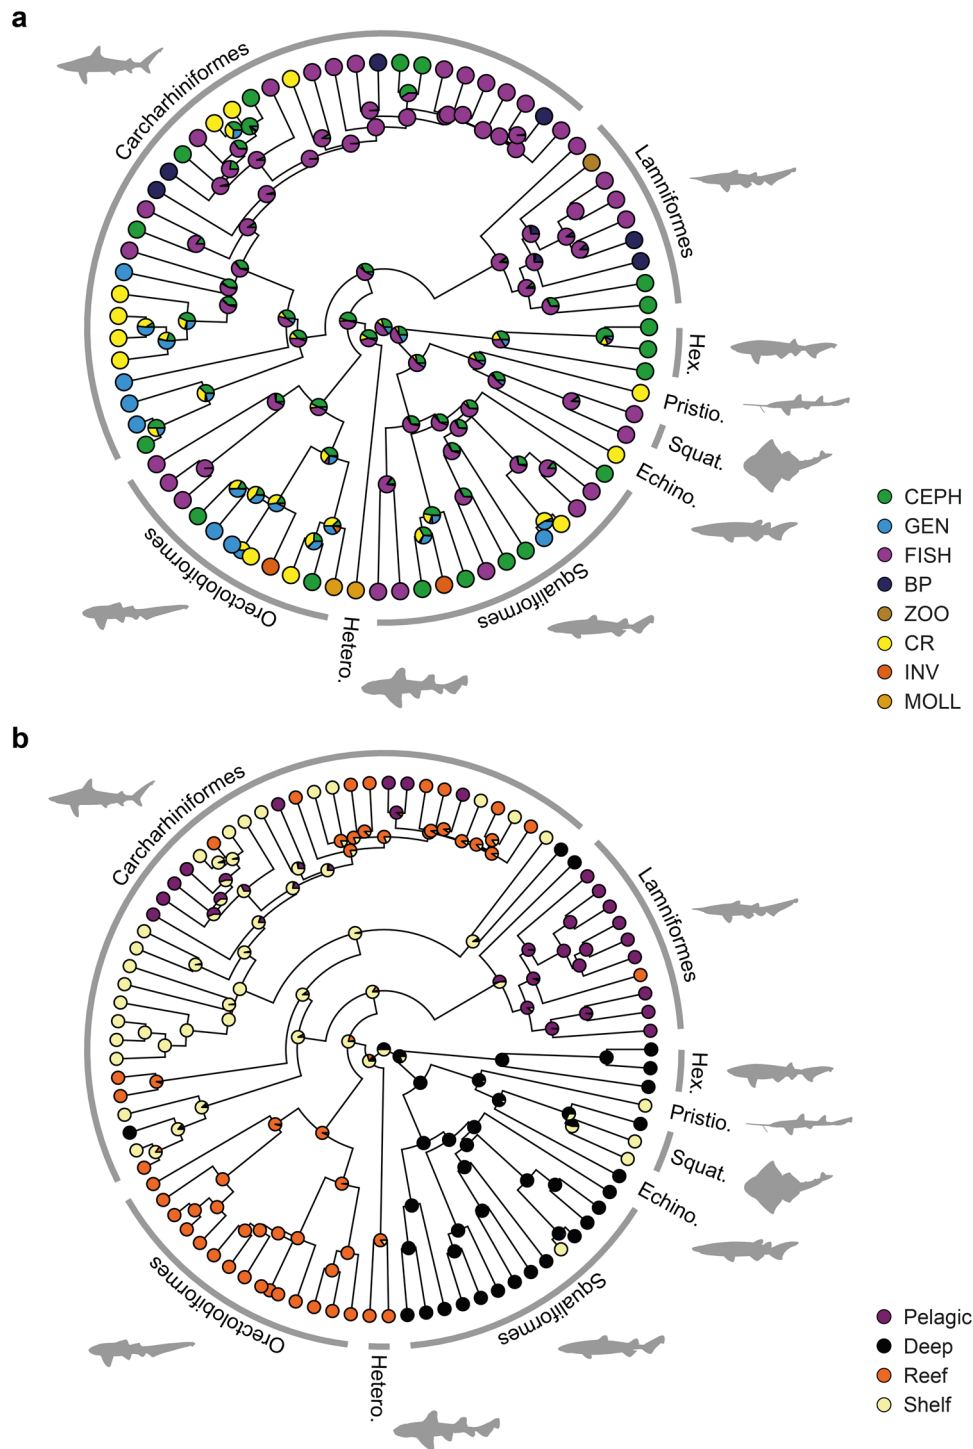 a
Carcharhiniformes
Lamniformes
Hex.
Pristio.
Squat.
Echino.
Squaliformes
Hetero.
Orectolobiformes
CEPH
GEN
FISH
BP
ZOO
CR
INV
MOLL
b
Carcharhiniformes
Lamniformes
Hex.
Pristio.
Squat.
Echino.
Squaliformes
Hetero.
Orectolobiformes
Pelagic
Deep
Reef
Shelf